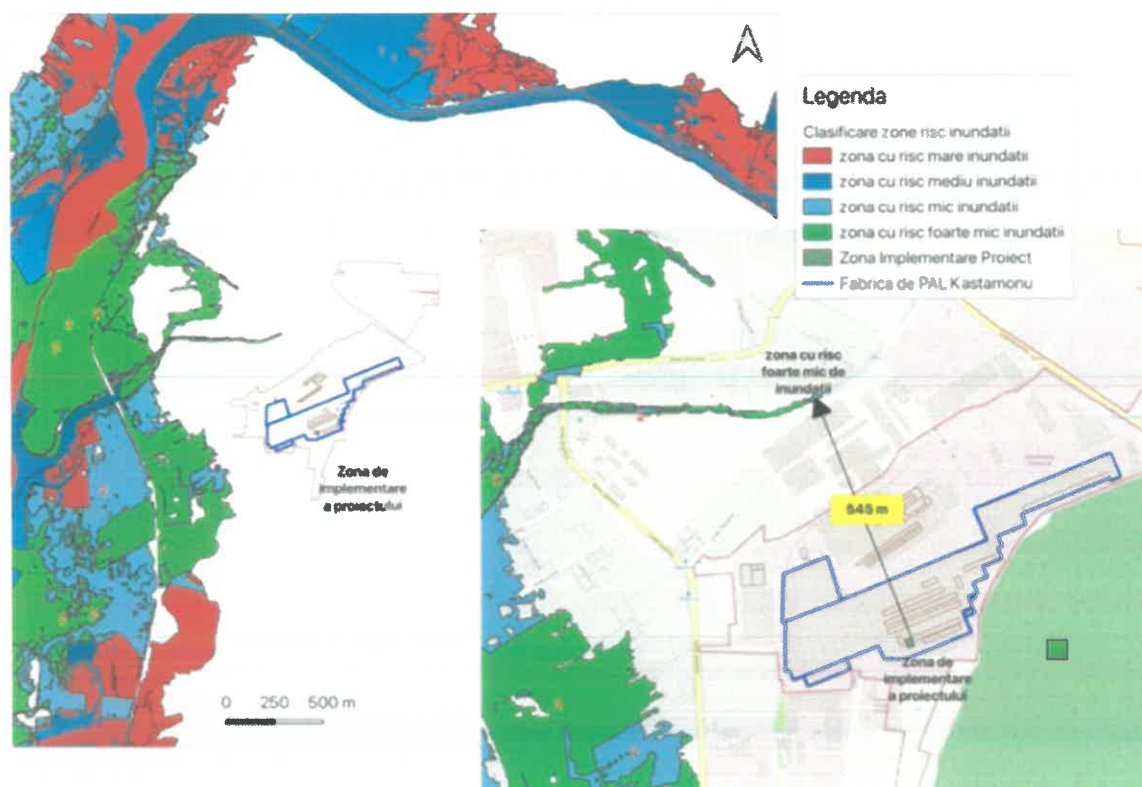 Legenda
Clasificare zone risc inundatii
zona cu risc mare inundatii
zona cu risc mediu inundatii
zona cu risc mic inundatii
zona cu risc foarte mic inundatii
Zona Implementare Proiect
Fabrica de PAL Kastamonu
zona cu risc
foarte mic de
inundatii
545 m
Zona de
implementare
a proiectului
Zona de
implementare
a proiectului
0 250 500 m